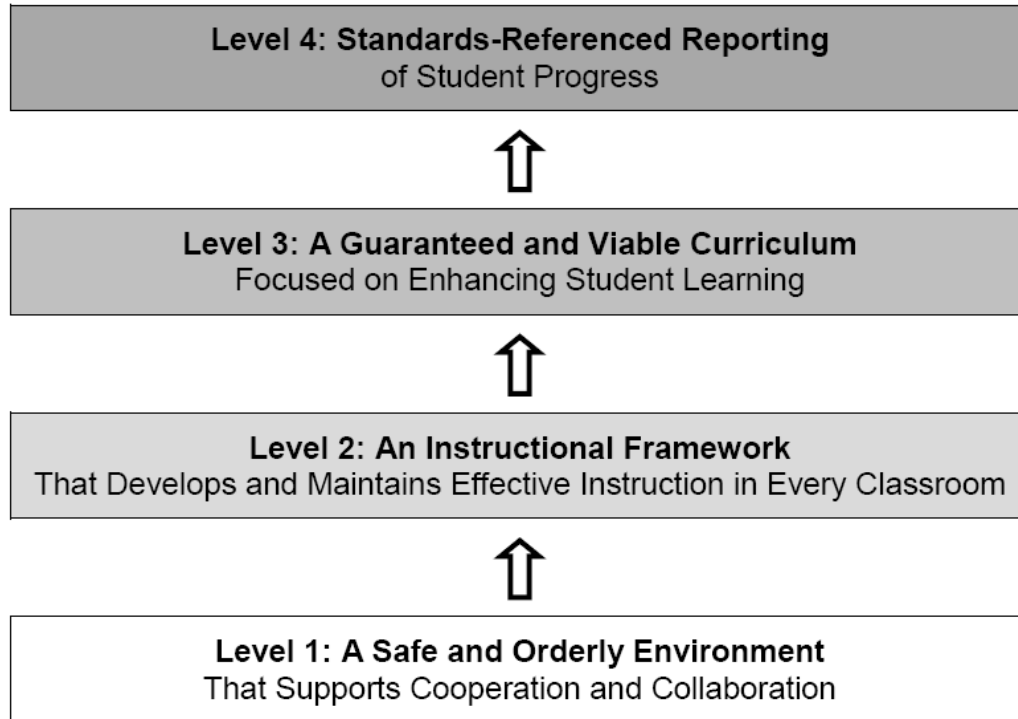 Level 4: Standards-Referenced Reporting
of Student Progress
Level 3: A Guaranteed and Viable Curriculum
Focused on Enhancing Student Learning
Level 2: An Instructional Framework
That Develops and Maintains Effective Instruction in Every Classroom
Level 1: A Safe and Orderly Environment
That Supports Cooperation and Collaboration